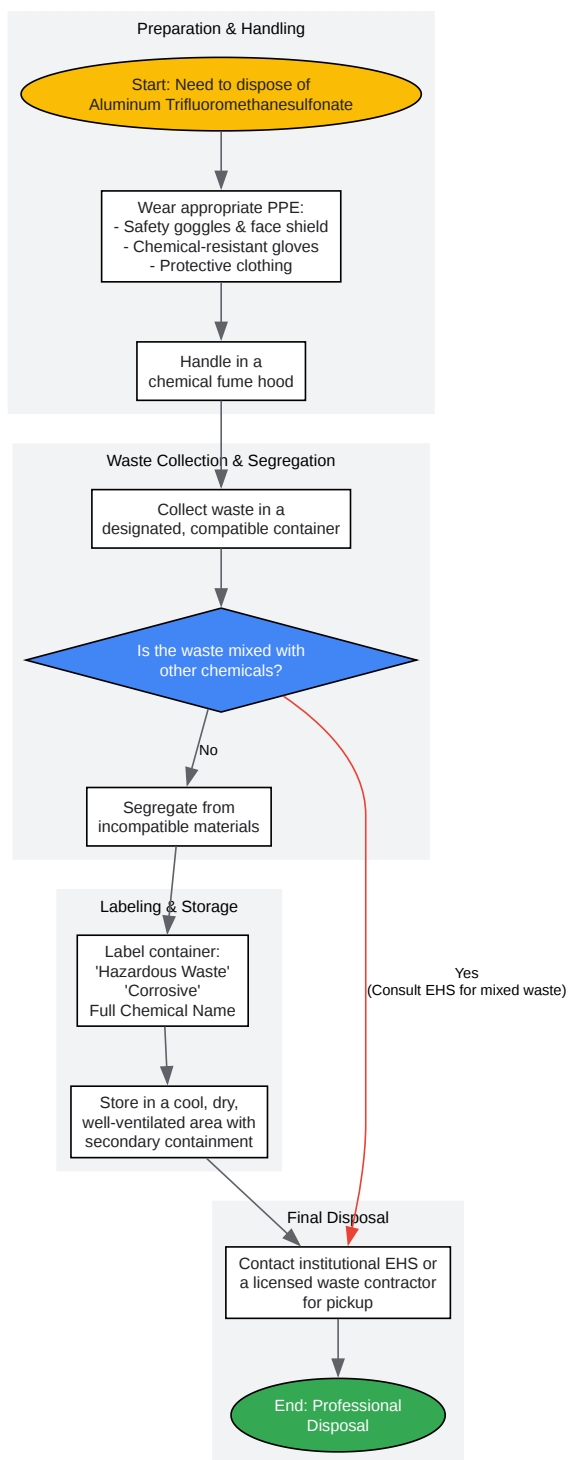 Preparation & Handling
Start: Need to dispose of
Aluminum Trifluoromethanesulfonate
Wear appropriate PPE:
- Safety goggles & face shield
- Chemical-resistant gloves
- Protective clothing
Handle in a
chemical fume hood
Waste Collection & Segregation
Collect waste in a
designated, compatible container
Is the waste mixed with
other chemicals?
No
Segregate from
incompatible materials
Labeling & Storage
Label container:
'Hazardous Waste'
'Corrosive'
Full Chemical Name
Yes
(Consult EHS for mixed waste)
Store in a cool, dry,
well-ventilated area with
secondary containment
Final Disposal
Contact institutional EHS or
a licensed waste contractor
for pickup
End: Professional
Disposal